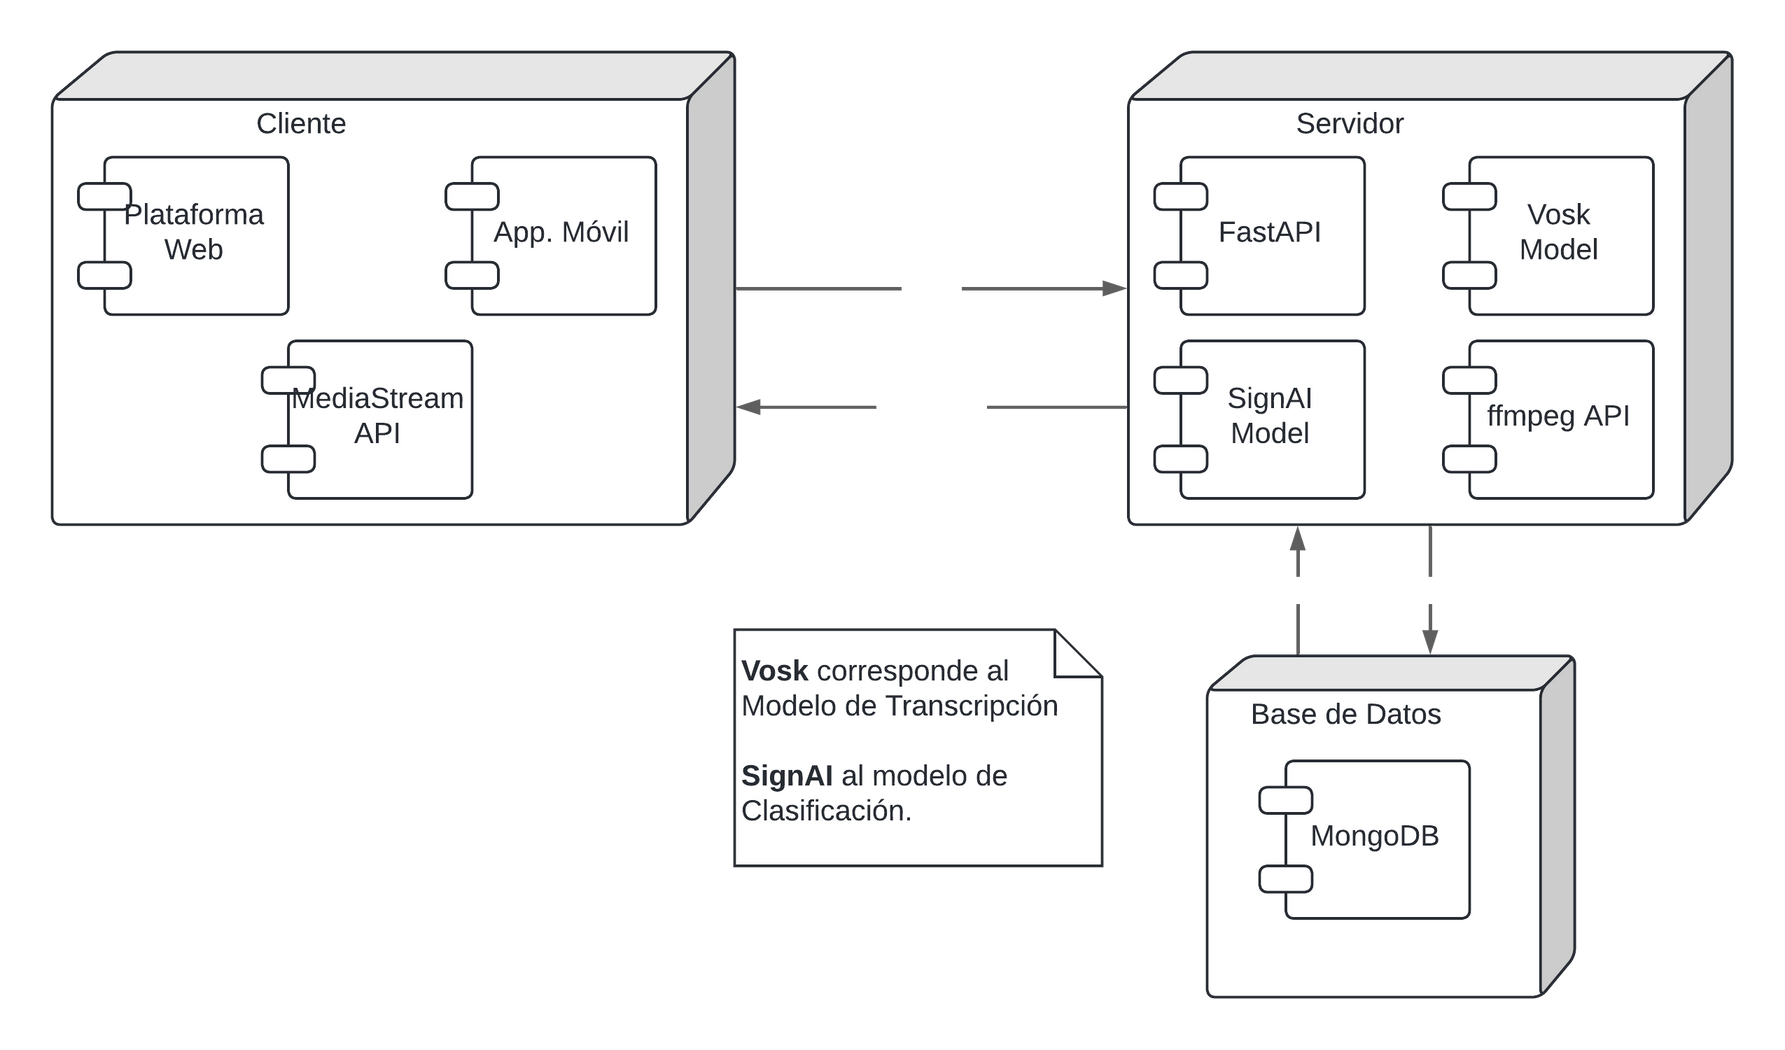 Cliente
Plataforma
Web
App. Móvil
MediaStream
API
Servidor
FastAPI
Vosk
Model
SignAI
Model
ffmpeg API
Vosk corresponde al
Modelo de Transcripción
SignAI al modelo de
Clasificación.
Base de Datos
MongoDB